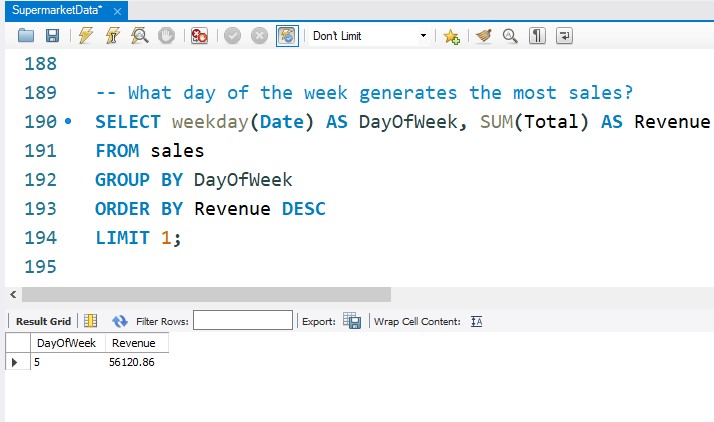 SupermarketData*
Don't Limit
188
189 -- What day of the week generates the most sales?
190 SELECT weekday(Date) AS DayOfWeek, SUM(Total) AS Revenue
191 FROM sales
192 GROUP BY DayOfWeek
193 ORDER BY Revenue DESC
194 LIMIT 1;
195
Result Grid Filter Rows: Export: Wrap Cell Content:
DayOfWeek Revenue
5 56120.86